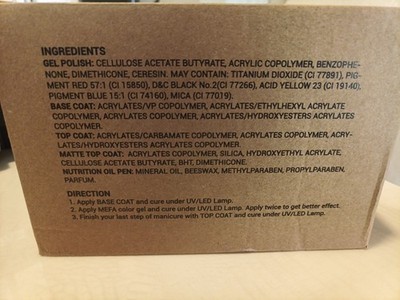 INGREDIENTS
GEL POLISH: CELLULOSE ACETATE BUTYRATE, ACRYLIC COPOLYMER, BENZOPHE-
NONE, DIMETHICONE, CERESIN. MAY CONTAIN: TITANIUM DIOXIDE (CI 77891), PIG-
MENT RED 57:1 (CI 15850), D&C BLACK No.2(CI 77266), ACID YELLOW 23 (CI 19140),
PIGMENT BLUE 15:1 (CI 74160), MICA (CI 77019).
BASE COAT: ACRYLATES/VP COPOLYMER, ACRYLATES/ETHYLHEXYL ACRYLATE
COPOLYMER, ACRYLATES COPOLYMER, ACRYLATES/HYDROXYESTERS ACRYLATES
COPOLYMER.
TOP COAT: ACRYLATES/CARBAMATE COPOLYMER, ACRYLATES COPOLYMER, ACRY-
LATES/HYDROXYESTERS ACRYLATES COPOLYMER.
MATTE TOP COAT: ACRYLATES COPOLYMER, SILICA, HYDROXYETHYL ACRYLATE,
CELLULOSE ACETATE BUTYRATE, BHT, DIMETHICONE.
NUTRITION OIL PEN: MINERAL OIL, BEESWAX, METHYLPARABEN, PROPYLPARABEN,
PARFUM.
DIRECTION
1. Apply BASE COAT and cure under UV/LED Lamp.
2. Apply MEFA color gel and cure under UV/LED Lamp. Apply twice to get better effect.
3. Finish your last step of manicure with TOP COAT and cure under UV/LED Lamp.